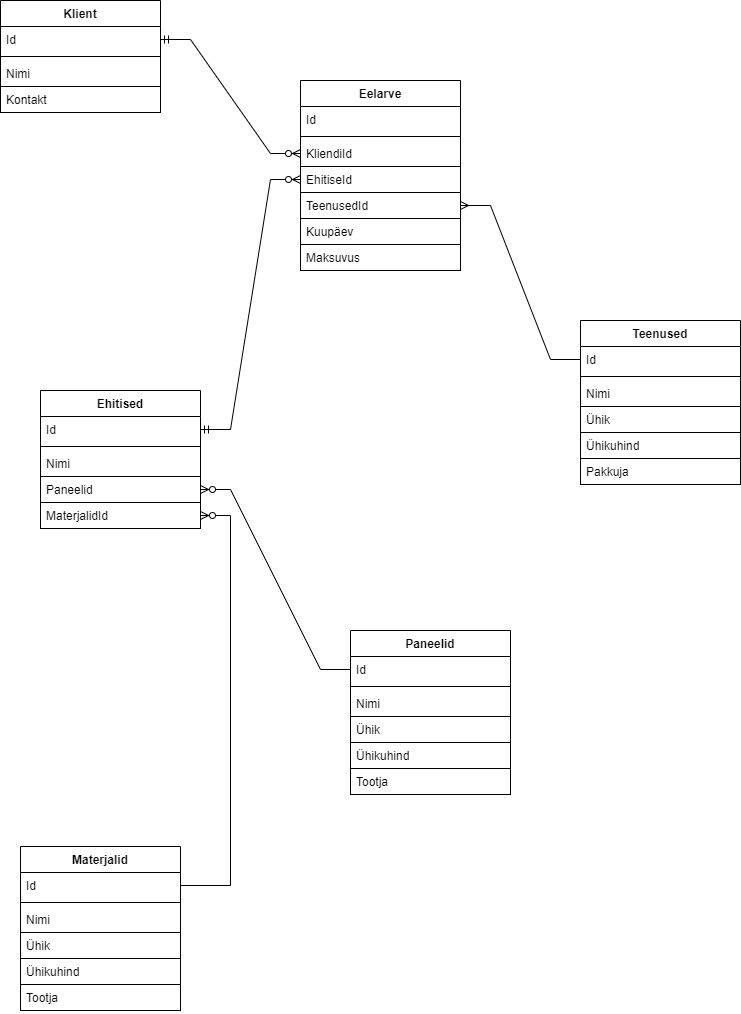 Klient
Id
Nimi
Kontakt
Eelarve
Id
KliendiId
EhitiseId
TeenusedId
Kuupäev
Maksuvus
Teenused
Id
Nimi
Ühik
Ühikuhind
Pakkuja
Ehitised
Id
Nimi
Paneelid
MaterjalidId
Paneelid
Id
Nimi
Ühik
Ühikuhind
Tootja
Materjalid
Id
Nimi
Ühik
Ühikuhind
Tootja